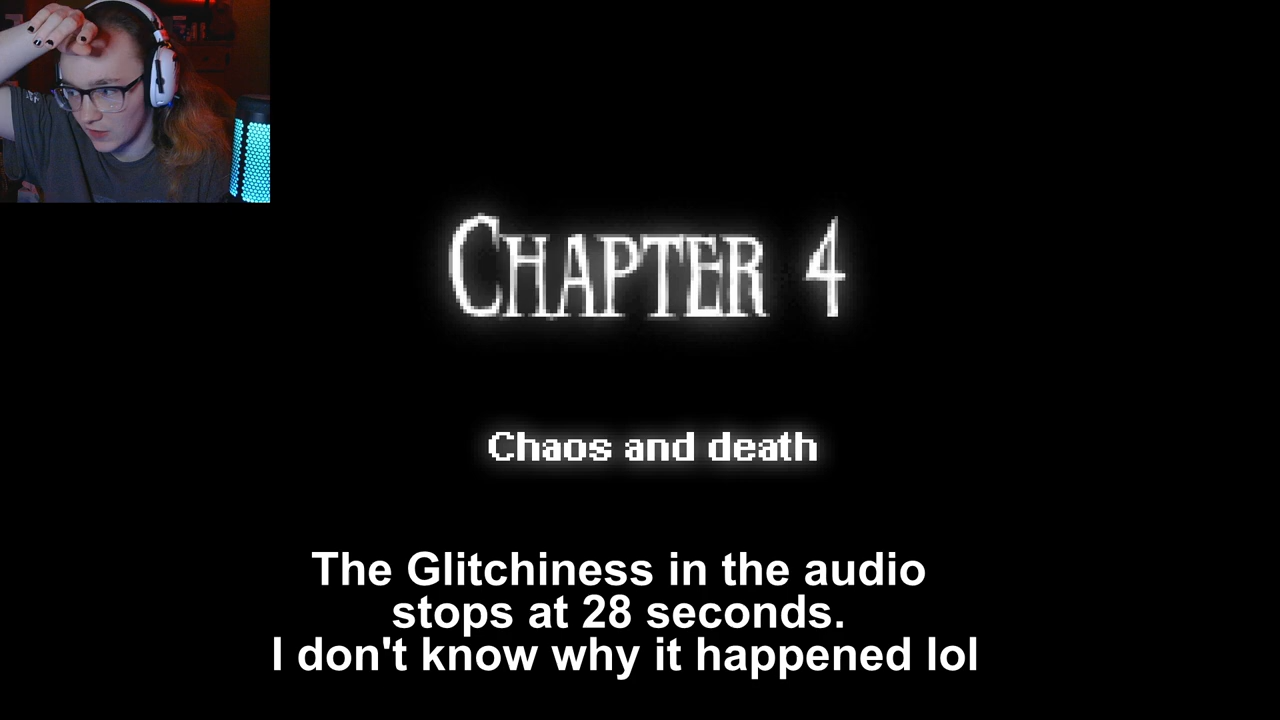 Chapter 4
Chaos and death
The Glitchiness in the audio
stops at 28 seconds.
I don't know why it happened lol